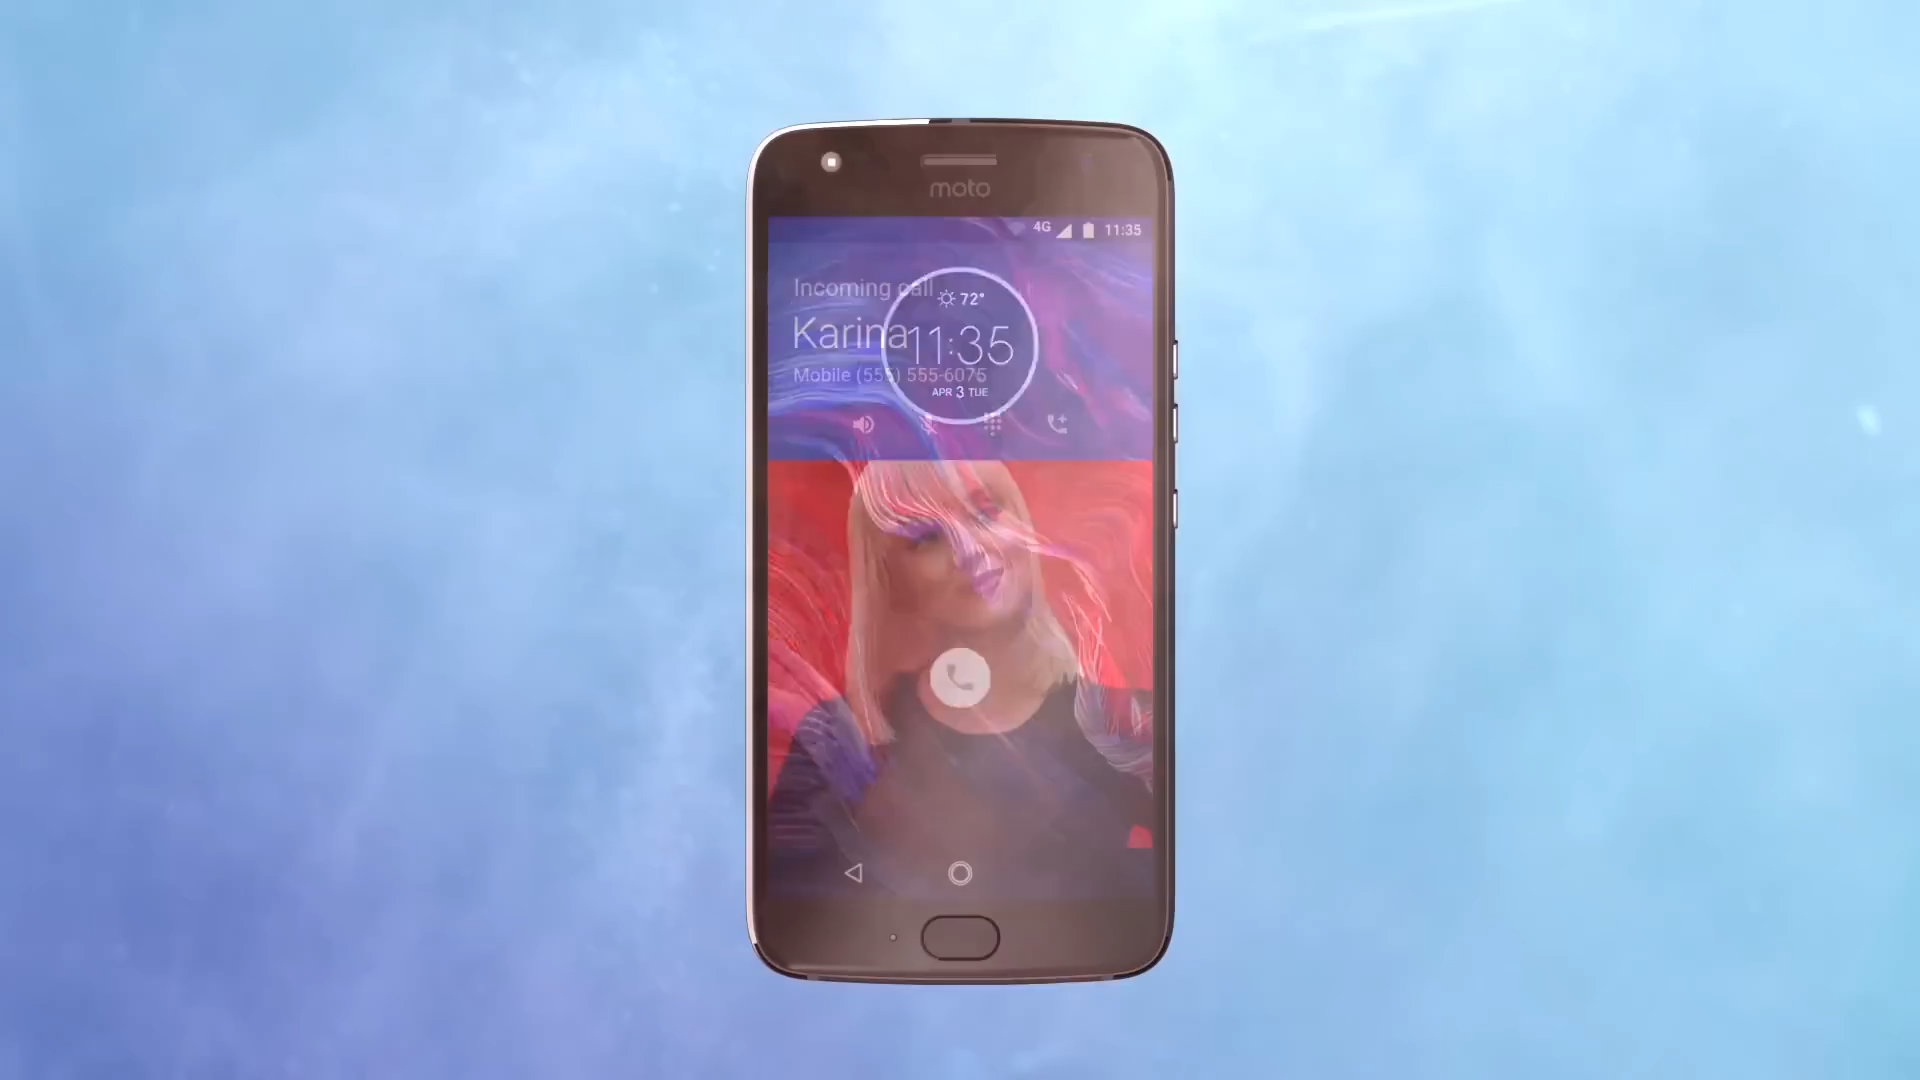 moto
4G 11:35
Incoming call
72°
Karina
11:35
Mobile (555) 555-6075
APR 3 TUE